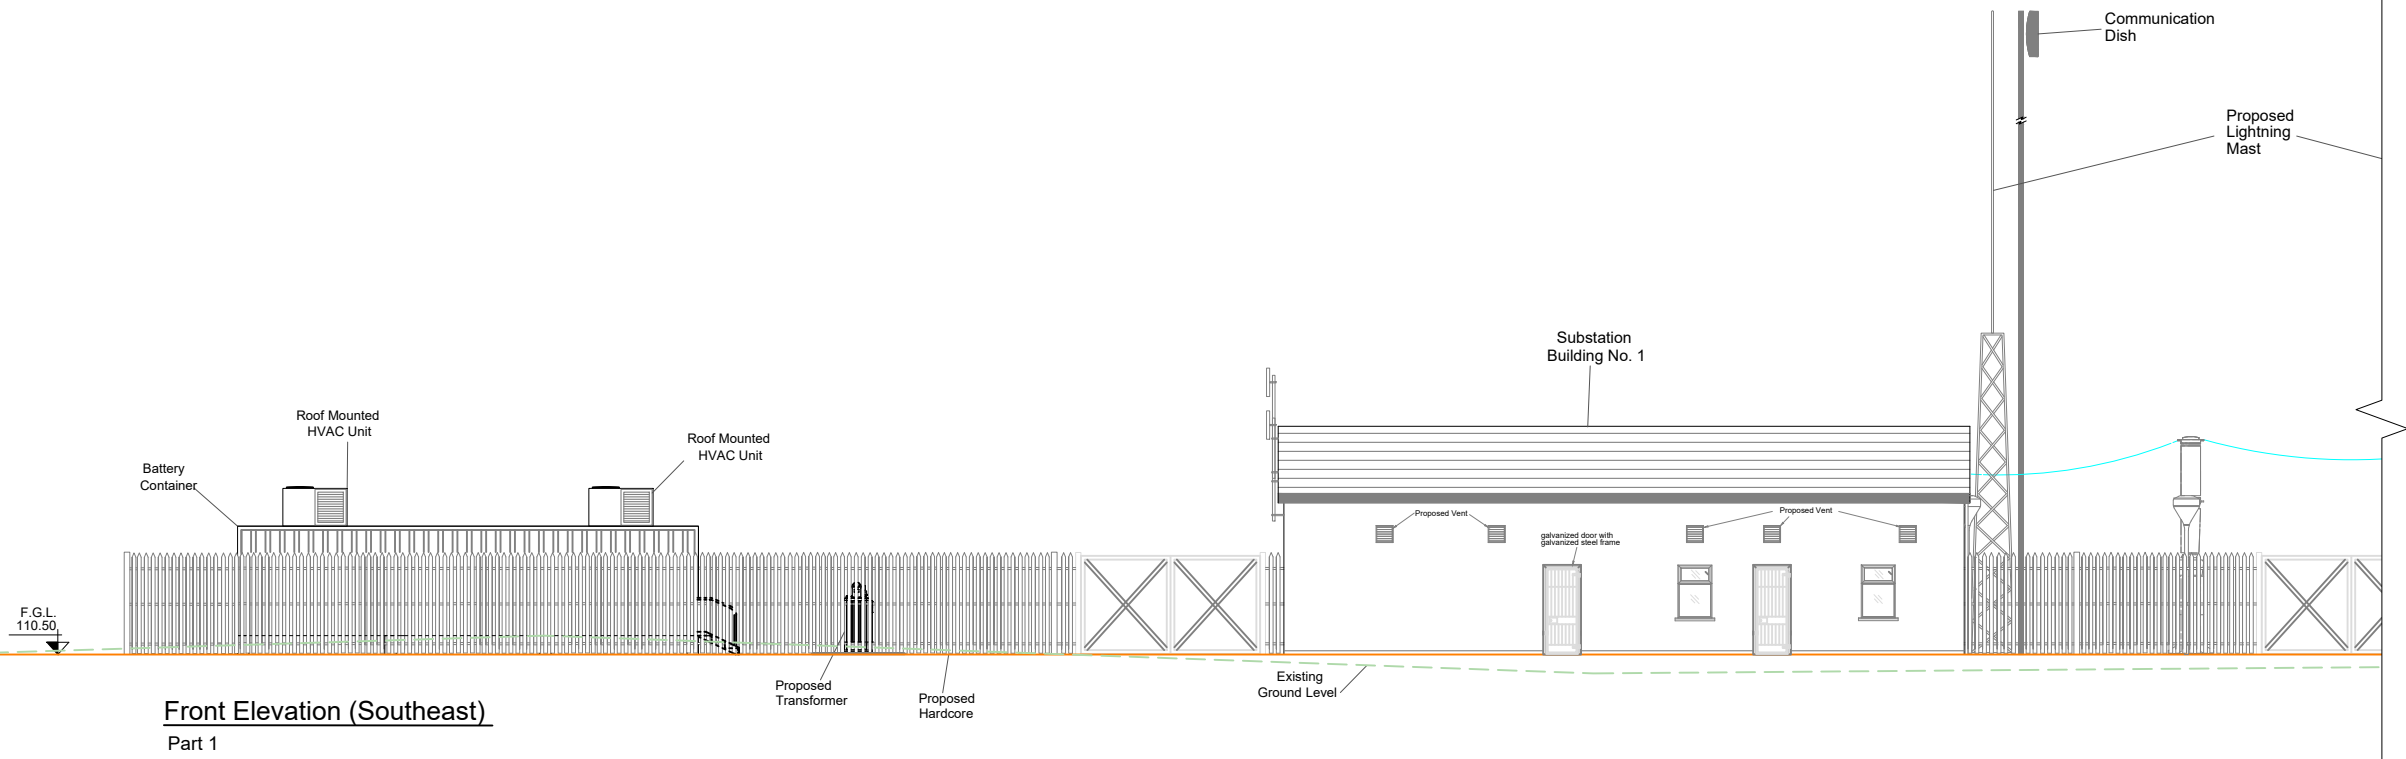 Communication
Dish
Proposed
Lightning
Mast
Substation
Building No. 1
Roof Mounted
HVAC Unit
Roof Mounted
HVAC Unit
Battery
Container
Proposed Vent
Proposed Vent
galvanized door with
galvanized steel frame
F.G.L.
110.50
Existing
Ground Level
Proposed
Transformer
Proposed
Hardcore
Front Elevation (Southeast)
Part 1